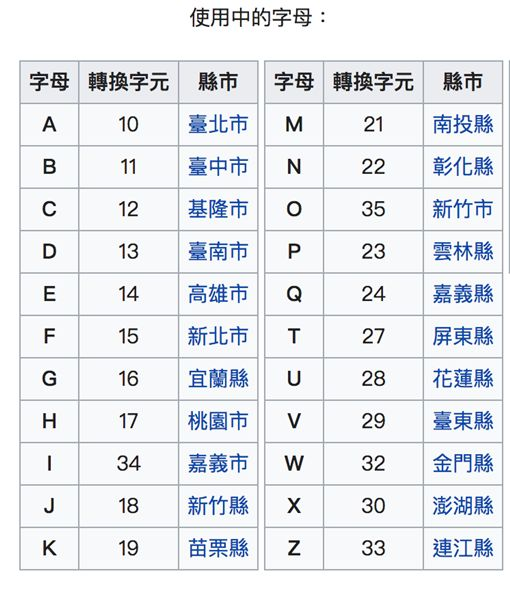 使用中的字母：
字母 轉換字元 縣市 字母 轉換字元 縣市
A 10 臺北市 M 21 南投縣
B 11 臺中市 N 22 彰化縣
C 12 基隆市 O 35 新竹市
D 13 臺南市 P 23 雲林縣
E 14 高雄市 Q 24 嘉義縣
F 15 新北市 T 27 屏東縣
G 16 宜蘭縣 U 28 花蓮縣
H 17 桃園市 V 29 臺東縣
I 34 嘉義市 W 32 金門縣
J 18 新竹縣 X 30 澎湖縣
K 19 苗栗縣 Z 33 連江縣